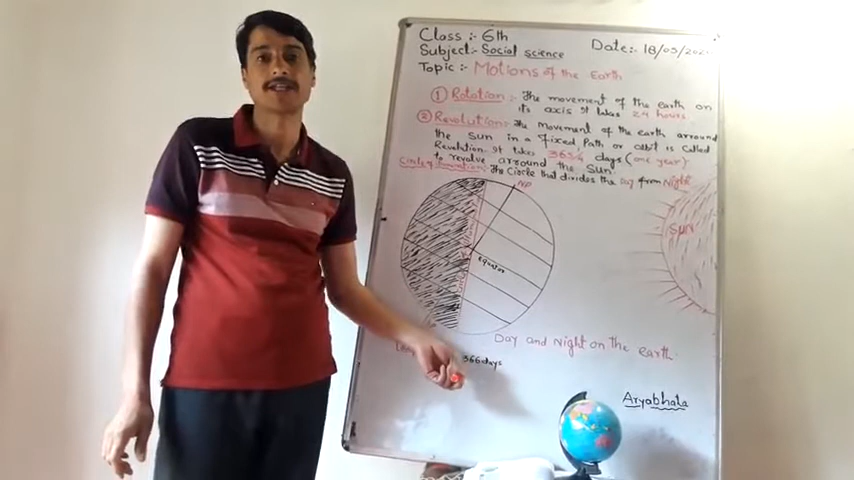 Class :- 6th
Subject:- Social science
Date:- 18/05/
Topic :- Motions of the Earth
① Rotation :- The movement of the earth on
its axis it takes 24 hours.
② Revolution:- The movement of the earth around
the Sun in a fixed Path or orbit is called
Revolution. It takes 365¼ days (one year)
to revolve around the Sun.
Circle of :- The Circle that divides the Day from Night
NP
SUN
equator
Day and Night on the earth.
366 days
Aryabhata